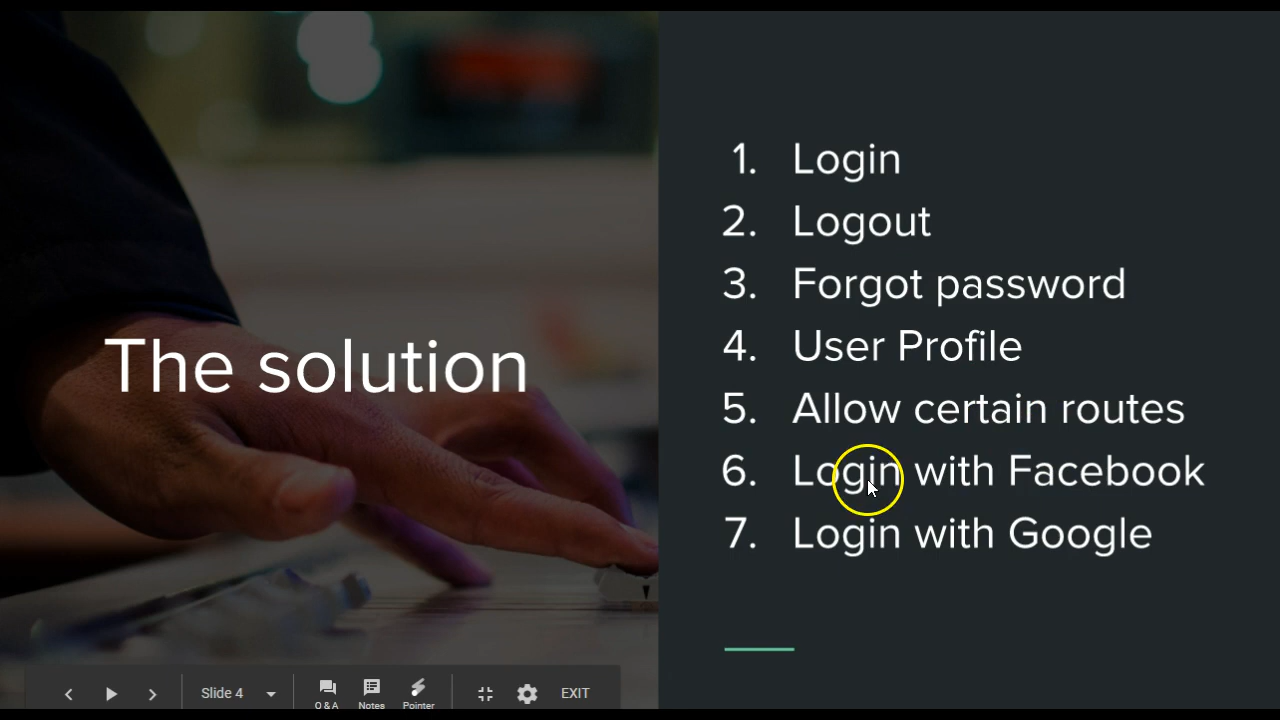 The solution
1. Login
2. Logout
3. Forgot password
4. User Profile
5. Allow certain routes
6. Login with Facebook
7. Login with Google
Slide 4
Q & A
Notes
Pointer
EXIT